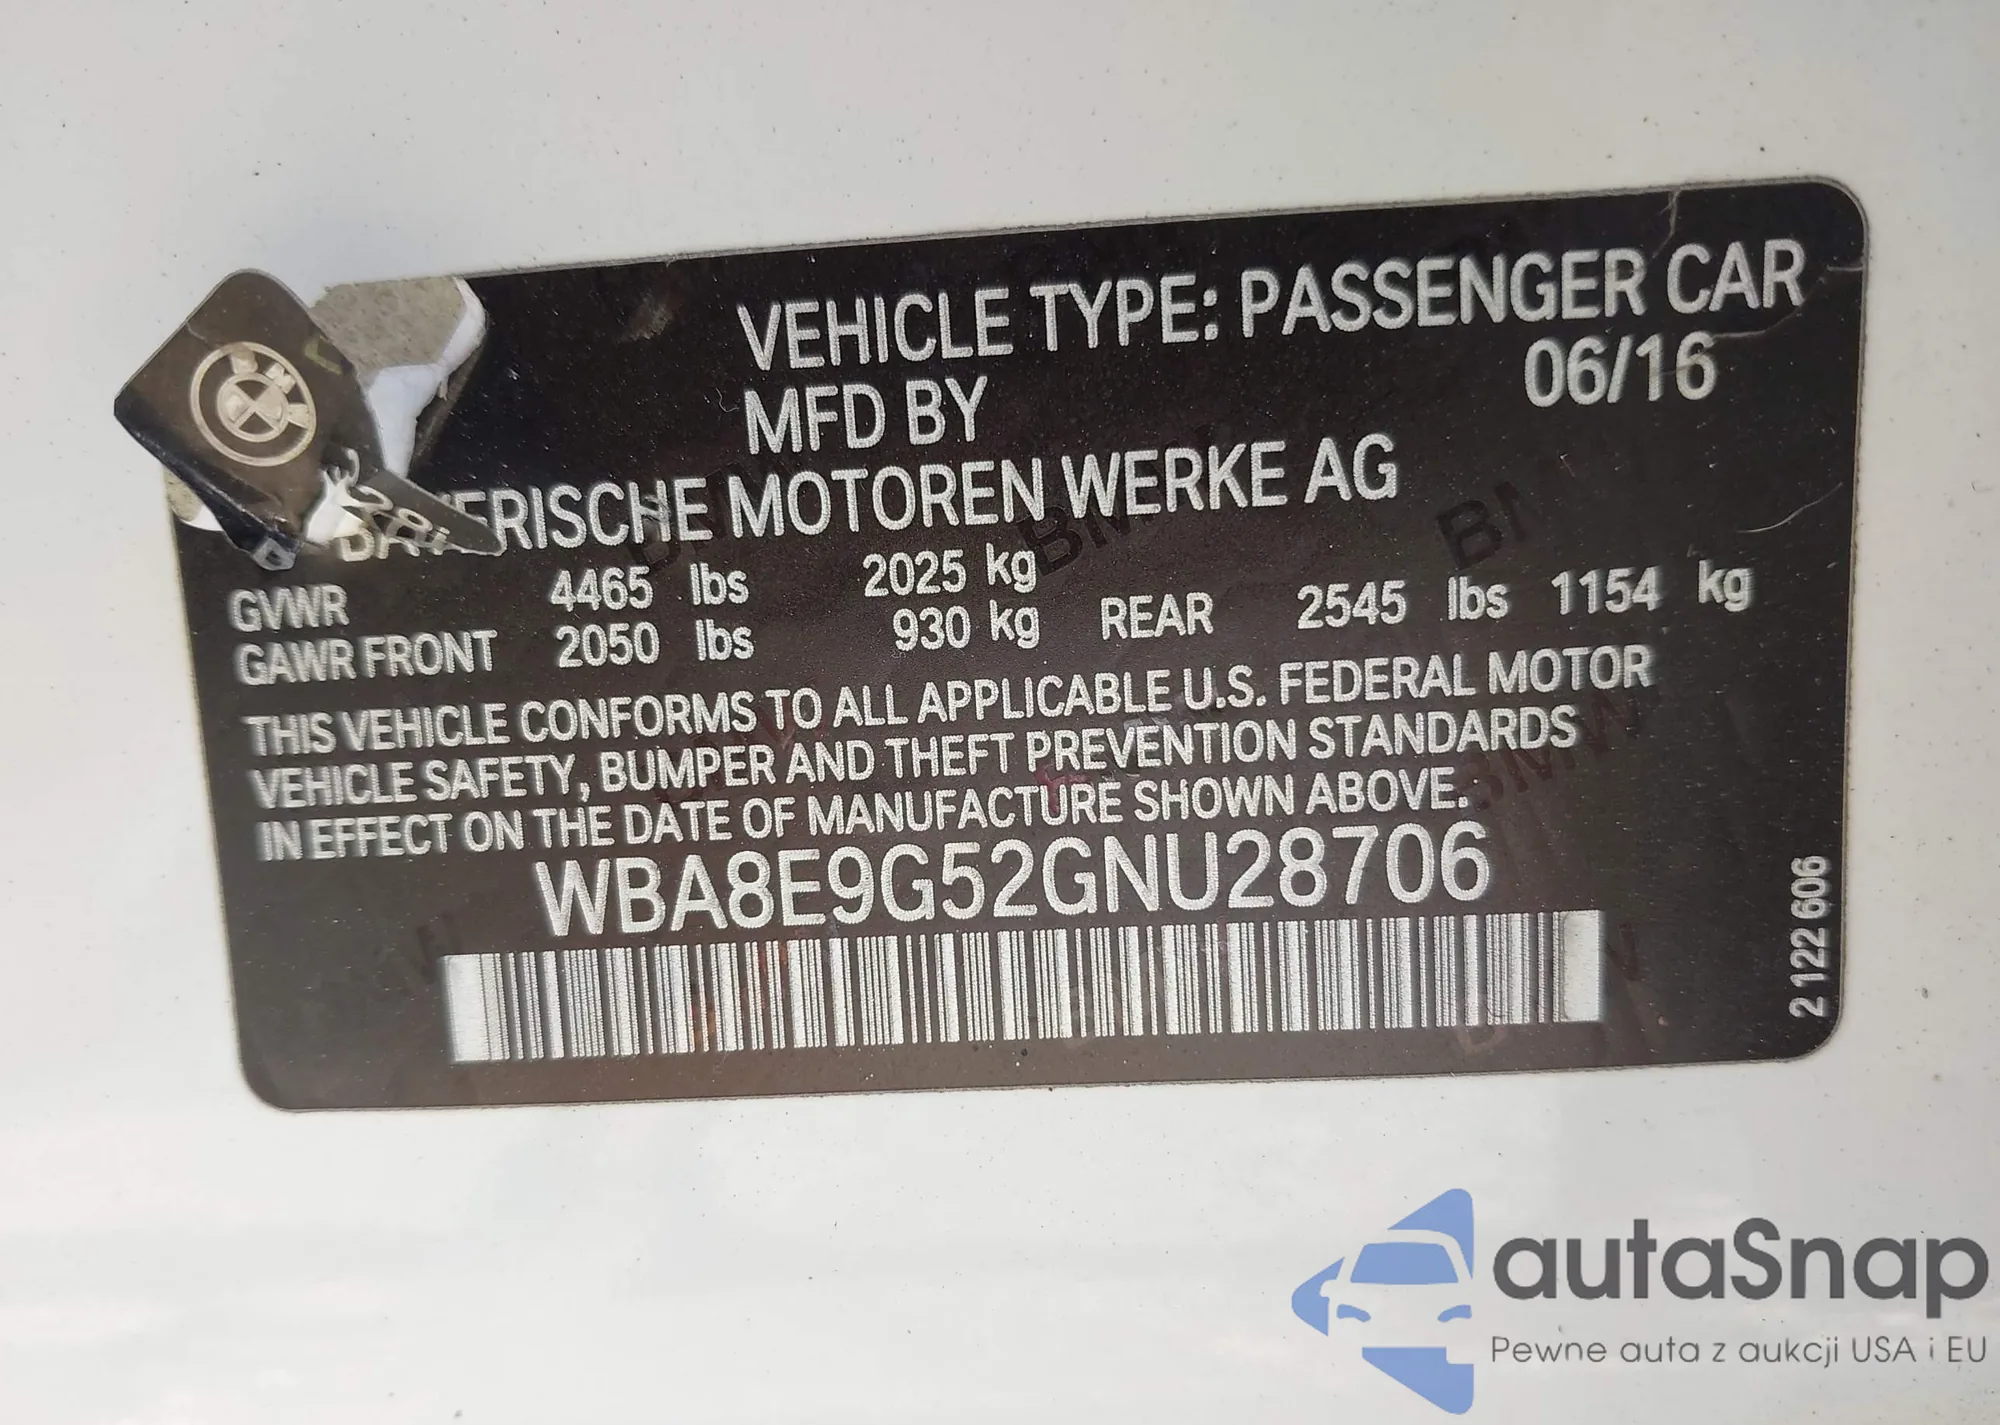 VEHICLE TYPE: PASSENGER CAR
MFD BY 06/16
BAYERISCHE MOTOREN WERKE AG
GVWR 4465 lbs 2025 kg
GAWR FRONT 2050 lbs 930 kg REAR 2545 lbs 1154 kg
THIS VEHICLE CONFORMS TO ALL APPLICABLE U.S. FEDERAL MOTOR
VEHICLE SAFETY, BUMPER AND THEFT PREVENTION STANDARDS
IN EFFECT ON THE DATE OF MANUFACTURE SHOWN ABOVE.
WBA8E9G52GNU28706
2 122 606
autaSnap
Pewne auta z aukcji USA i EU